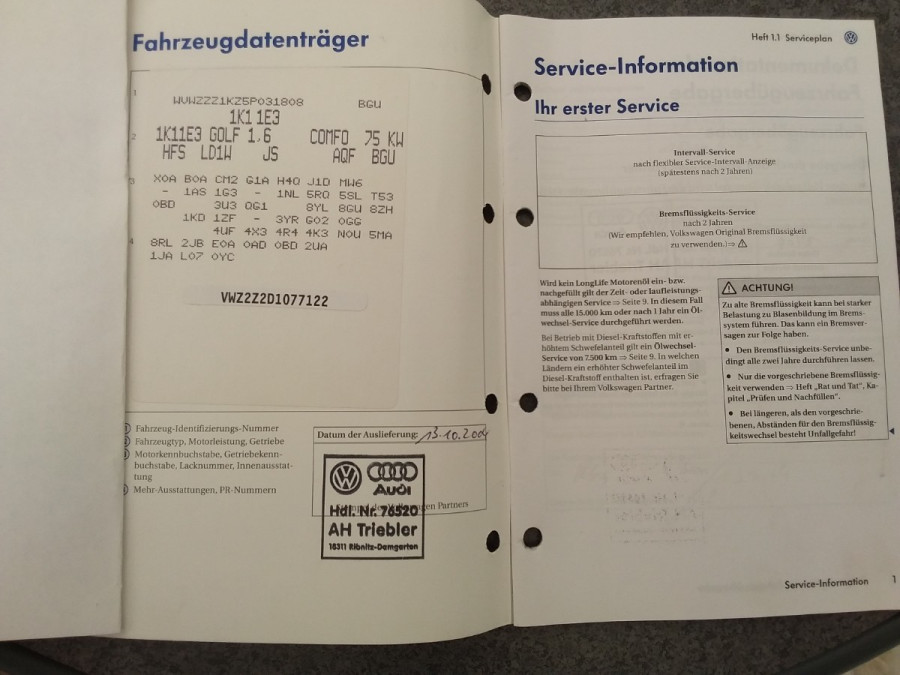 Fahrzeugdatenträger
1
WVWZZZ1KZ5P031808 BGU
1K1 1E3
2
1K11E3 GOLF 1.6 COMFO 75 KW
HFS LD1W JS AQF BGU
3
X0A B0A CM2 G1A H4O J1D MW6
- 1AS 1G3 - 1NL 5RQ 5SL T53
0BD 3U3 QG1 8YL 8GU 8ZH
1KD 1ZF - 3YR G02 0GG
4UF 4X3 4R4 4K3 N0U 5MA
4
8RL 2JB E0A 0AD 0BD 2UA
1JA L07 0YC
VWZ2Z2D1077122
Fahrzeug-Identifizierungs-Nummer
Fahrzeugtyp, Motorleistung, Getriebe
Motorkennbuchstabe, Getriebekenn-
buchstabe, Lacknummer, Innenausstat-
tung
Mehr-Ausstattungen, PR-Nummern
Datum der Auslieferung: 13.10.2004
Audi
Volkswagen Partners
Hdl. Nr. 76520
AH Triebler
18311 Ribnitz-Damgarten
Heft 1.1 Serviceplan
Service-Information
Ihr erster Service
Intervall-Service
nach flexibler Service-Intervall-Anzeige
(spätestens nach 2 Jahren)
Bremsflüssigkeits-Service
nach 2 Jahren
(Wir empfehlen, Volkswagen Original Bremsflüssigkeit
zu verwenden.)⇒ ⚠
Wird kein LongLife Motorenöl ein- bzw.
nachgefüllt gilt der Zeit- oder laufleistungs-
abhängigen Service ⇒ Seite 9. In diesem Fall
muss alle 15.000 km oder nach 1 Jahr ein Öl-
wechsel-Service durchgeführt werden.
Bei Betrieb mit Diesel-Kraftstoffen mit er-
höhtem Schwefelanteil gilt ein Ölwechsel-
Service von 7.500 km ⇒ Seite 9. In welchen
Ländern ein erhöhter Schwefelanteil im
Diesel-Kraftstoff enthalten ist, erfragen Sie
bitte bei Ihrem Volkswagen Partner.
⚠ ACHTUNG!
Zu alte Bremsflüssigkeit kann bei starker
Belastung zu Blasenbildung im Brems-
system führen. Das kann ein Bremsver-
sagen zur Folge haben.
• Den Bremsflüssigkeits-Service unbe-
dingt alle zwei Jahre durchführen lassen.
• Nur die vorgeschriebene Bremsflüssig-
keit verwenden ⇒ Heft „Rat und Tat“, Ka-
pitel „Prüfen und Nachfüllen“.
• Bei längeren, als den vorgeschrie-
benen, Abständen für den Bremsflüssig-
keitswechsel besteht Unfallgefahr!
Service-Information 1